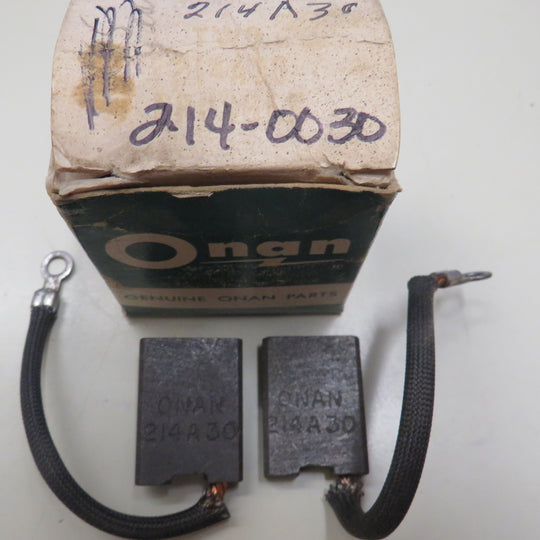 214A30
214-0030
Onan
GENUINE ONAN PARTS
ONAN
214A30
ONAN
214A30